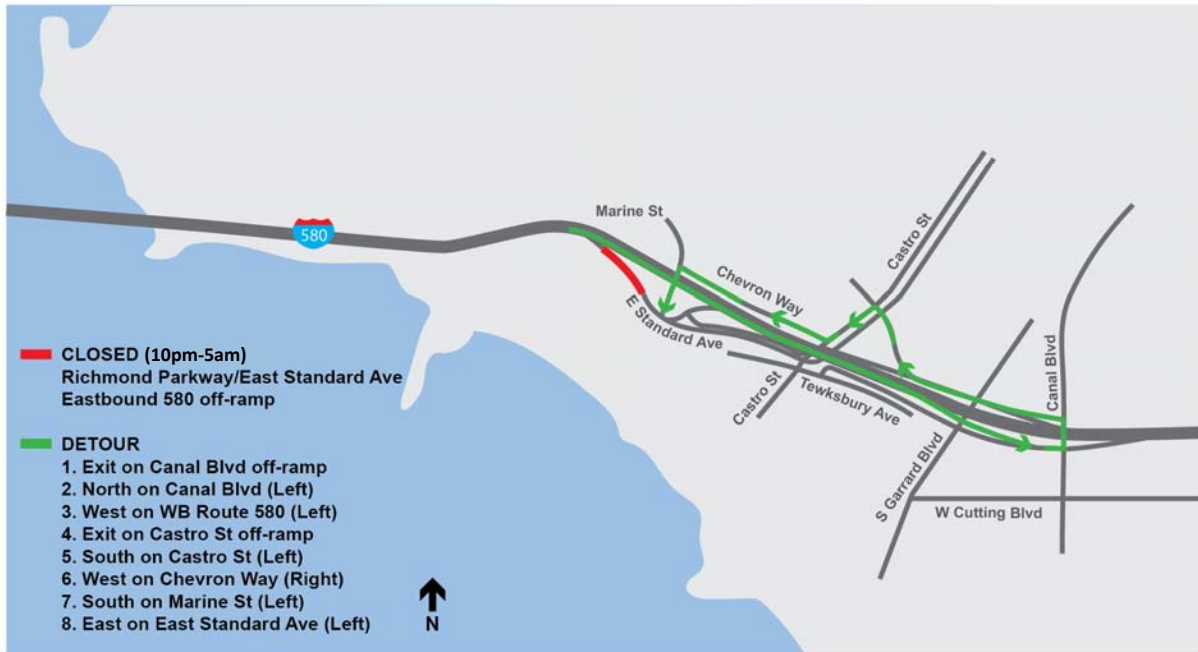 580
Marine St
Chevron Way
Castro St
Canal Blvd
E Standard Ave
Castro St
Tewksbury Ave
S Garrard Blvd
W Cutting Blvd
CLOSED (10pm-5am)
Richmond Parkway/East Standard Ave
Eastbound 580 off-ramp
DETOUR
1. Exit on Canal Blvd off-ramp
2. North on Canal Blvd (Left)
3. West on WB Route 580 (Left)
4. Exit on Castro St off-ramp
5. South on Castro St (Left)
6. West on Chevron Way (Right)
7. South on Marine St (Left)
8. East on East Standard Ave (Left)
N